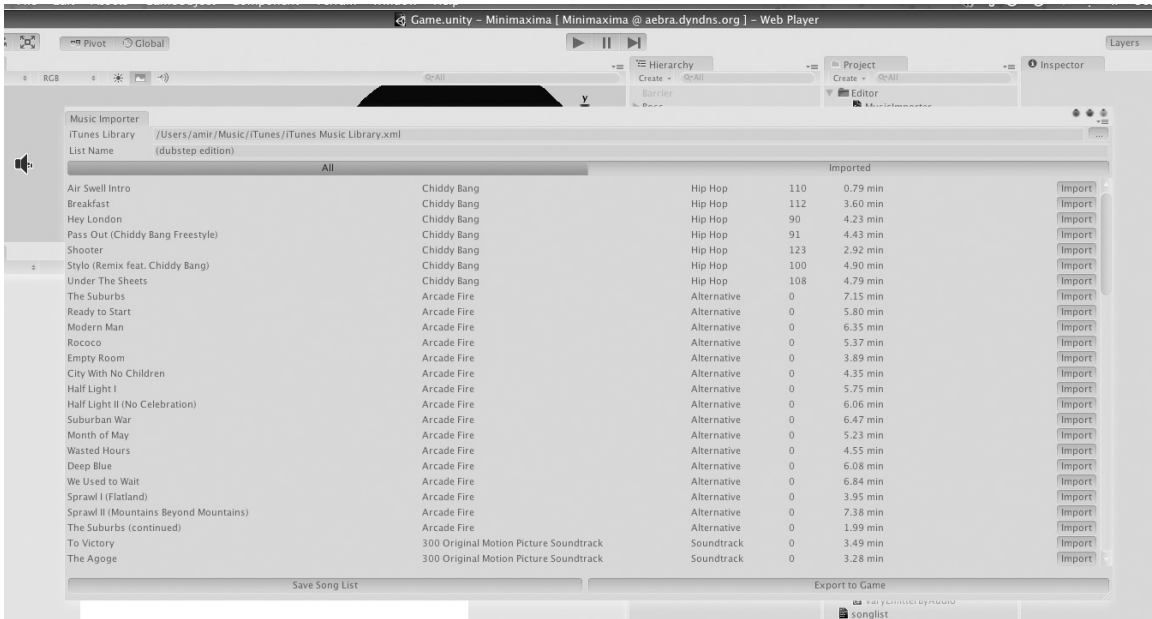 Game.unity – Minimaxima [ Minimaxima @ aebra.dyndns.org ] – Web Player
Pivot Global Layers
Hierarchy Project Inspector
RGB All Create All Create All
Barrier Editor
y MusicImporter
Music Importer
iTunes Library /Users/amir/Music/iTunes/iTunes Music Library.xml ...
List Name (dubstep edition)
All Imported
Air Swell Intro Chiddy Bang Hip Hop 110 0.79 min Import
Breakfast Chiddy Bang Hip Hop 112 3.60 min Import
Hey London Chiddy Bang Hip Hop 90 4.23 min Import
Pass Out (Chiddy Bang Freestyle) Chiddy Bang Hip Hop 91 4.43 min Import
Shooter Chiddy Bang Hip Hop 123 2.92 min Import
Stylo (Remix feat. Chiddy Bang) Chiddy Bang Hip Hop 100 4.90 min Import
Under The Sheets Chiddy Bang Hip Hop 108 4.79 min Import
The Suburbs Arcade Fire Alternative 0 7.15 min Import
Ready to Start Arcade Fire Alternative 0 5.80 min Import
Modern Man Arcade Fire Alternative 0 6.35 min Import
Rococo Arcade Fire Alternative 0 5.37 min Import
Empty Room Arcade Fire Alternative 0 3.89 min Import
City With No Children Arcade Fire Alternative 0 4.35 min Import
Half Light I Arcade Fire Alternative 0 5.75 min Import
Half Light II (No Celebration) Arcade Fire Alternative 0 6.06 min Import
Suburban War Arcade Fire Alternative 0 6.47 min Import
Month of May Arcade Fire Alternative 0 5.23 min Import
Wasted Hours Arcade Fire Alternative 0 4.55 min Import
Deep Blue Arcade Fire Alternative 0 6.08 min Import
We Used to Wait Arcade Fire Alternative 0 6.84 min Import
Sprawl I (Flatland) Arcade Fire Alternative 0 3.95 min Import
Sprawl II (Mountains Beyond Mountains) Arcade Fire Alternative 0 7.38 min Import
The Suburbs (continued) Arcade Fire Alternative 0 1.99 min Import
To Victory 300 Original Motion Picture Soundtrack Soundtrack 0 3.49 min Import
The Agoge 300 Original Motion Picture Soundtrack Soundtrack 0 3.28 min Import
Save Song List Export to Game
VaryEmitterByAudio
songlist